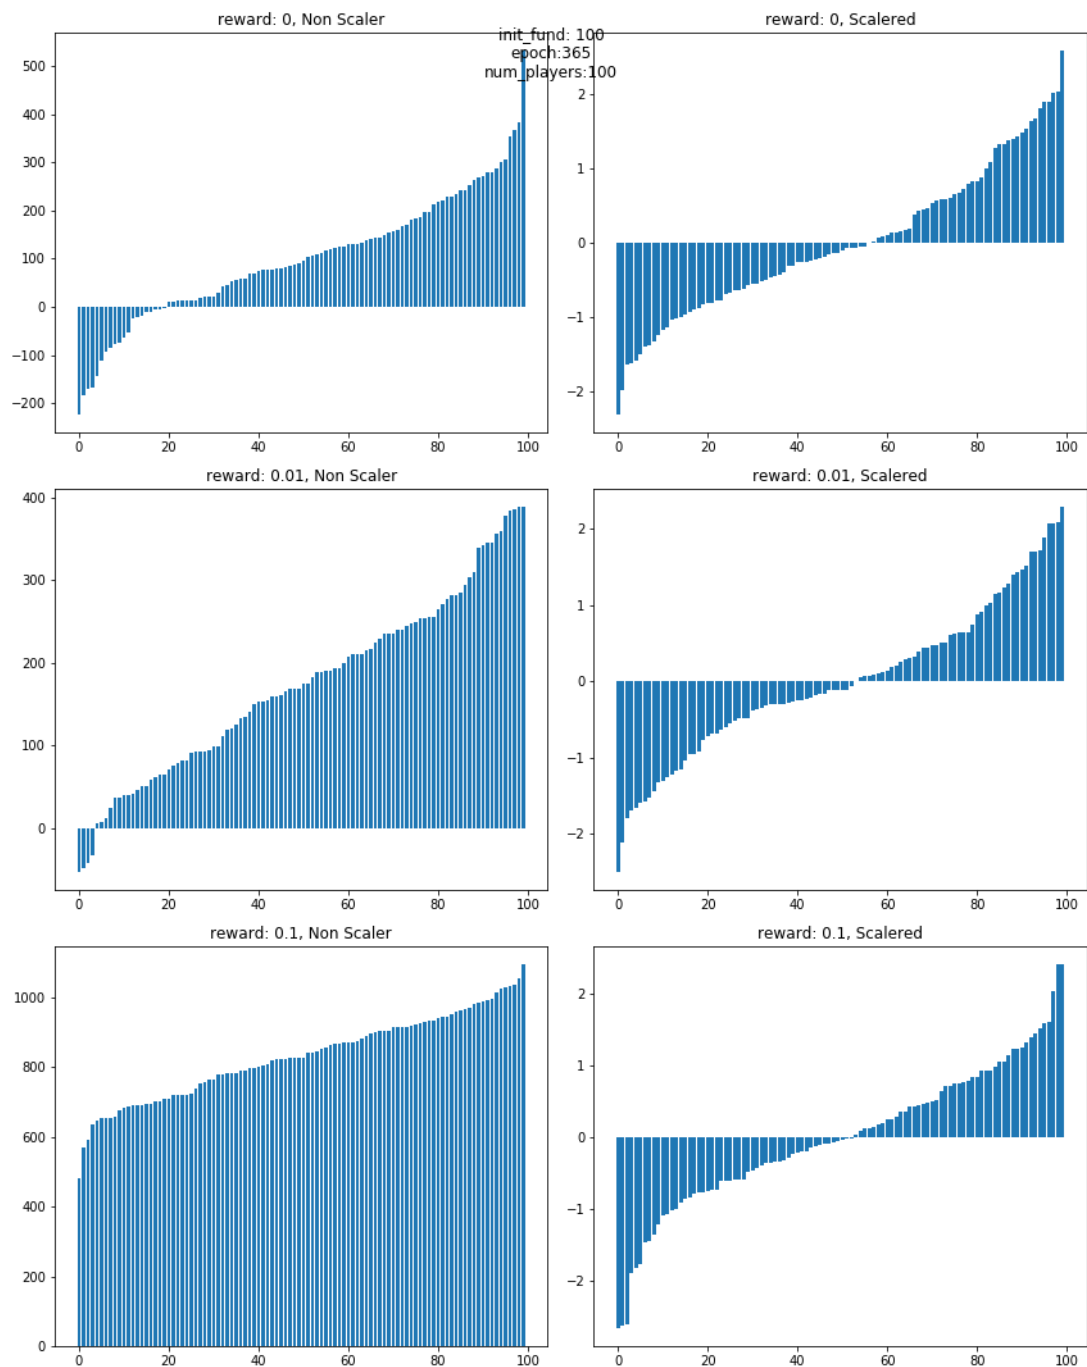 reward: 0, Non Scaler
reward: 0, Scalered
init_fund: 100
epoch:365
num_players:100
500
400
300
200
100
0
−100
−200
0 20 40 60 80 100
2
1
0
−1
−2
0 20 40 60 80 100
reward: 0.01, Non Scaler
400
300
200
100
0
0 20 40 60 80 100
reward: 0.01, Scalered
2
1
0
−1
−2
0 20 40 60 80 100
reward: 0.1, Non Scaler
1000
800
600
400
200
0
0 20 40 60 80 100
reward: 0.1, Scalered
2
1
0
−1
−2
0 20 40 60 80 100